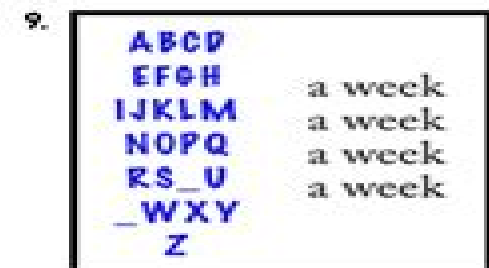 9.
ABCD
EFGH
IJKLM
NOPQ
RS_U
_WXY
Z
a week
a week
a week
a week